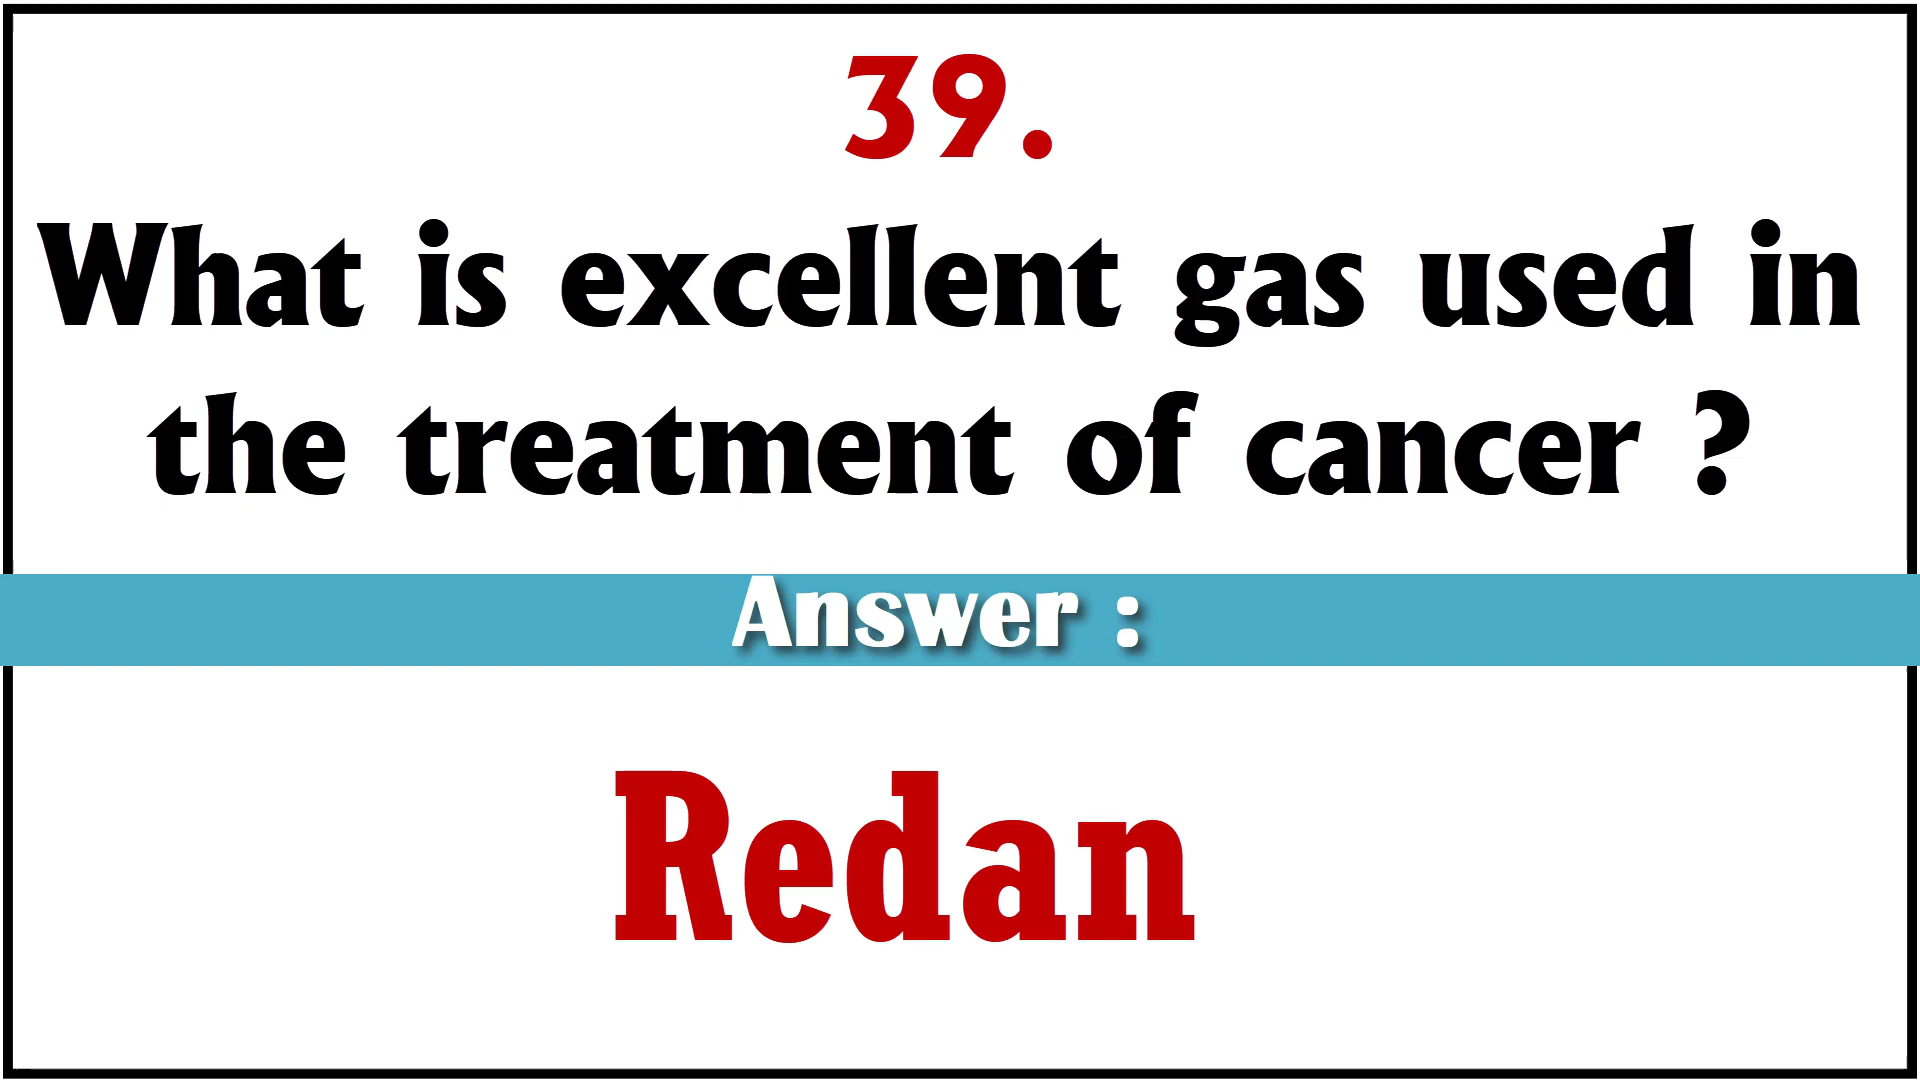 39.
What is excellent gas used in
the treatment of cancer ?
Answer :
Redan